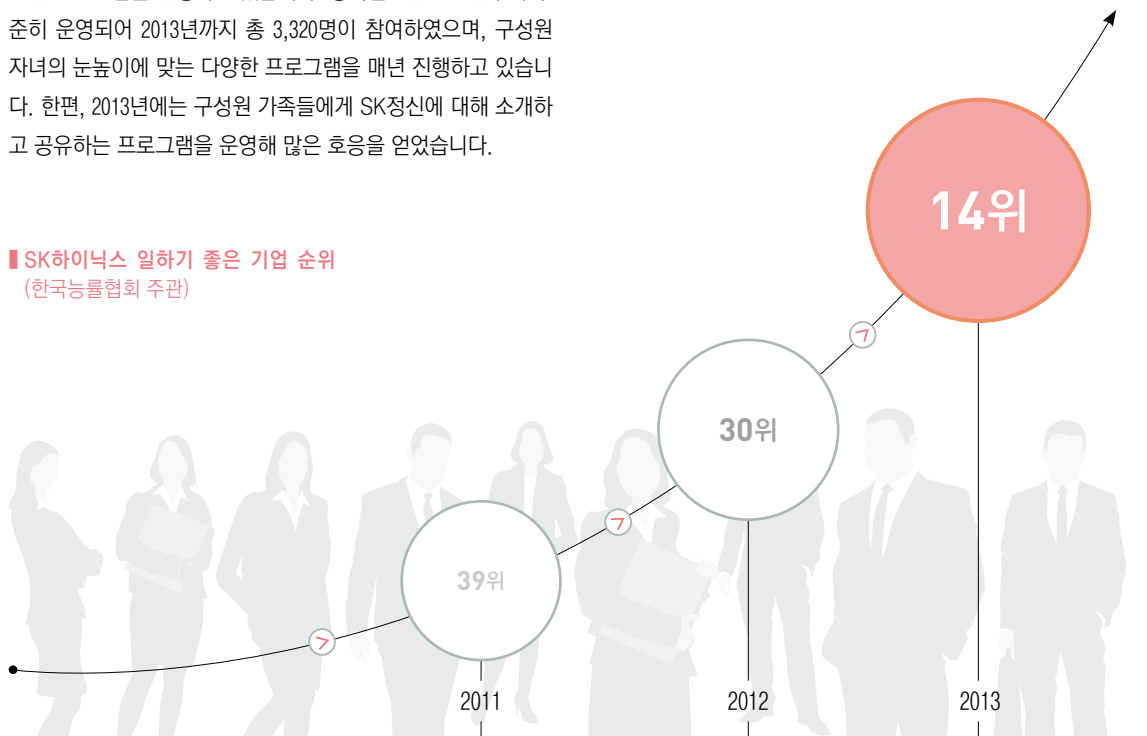 준히 운영되어 2013년까지 총 3,320명이 참여하였으며, 구성원
자녀의 눈높이에 맞는 다양한 프로그램을 매년 진행하고 있습니
다. 한편, 2013년에는 구성원 가족들에게 SK정신에 대해 소개하
고 공유하는 프로그램을 운영해 많은 호응을 얻었습니다.
SK하이닉스 일하기 좋은 기업 순위
(한국능률협회 주관)
14위
30위
39위
2011
2012
2013